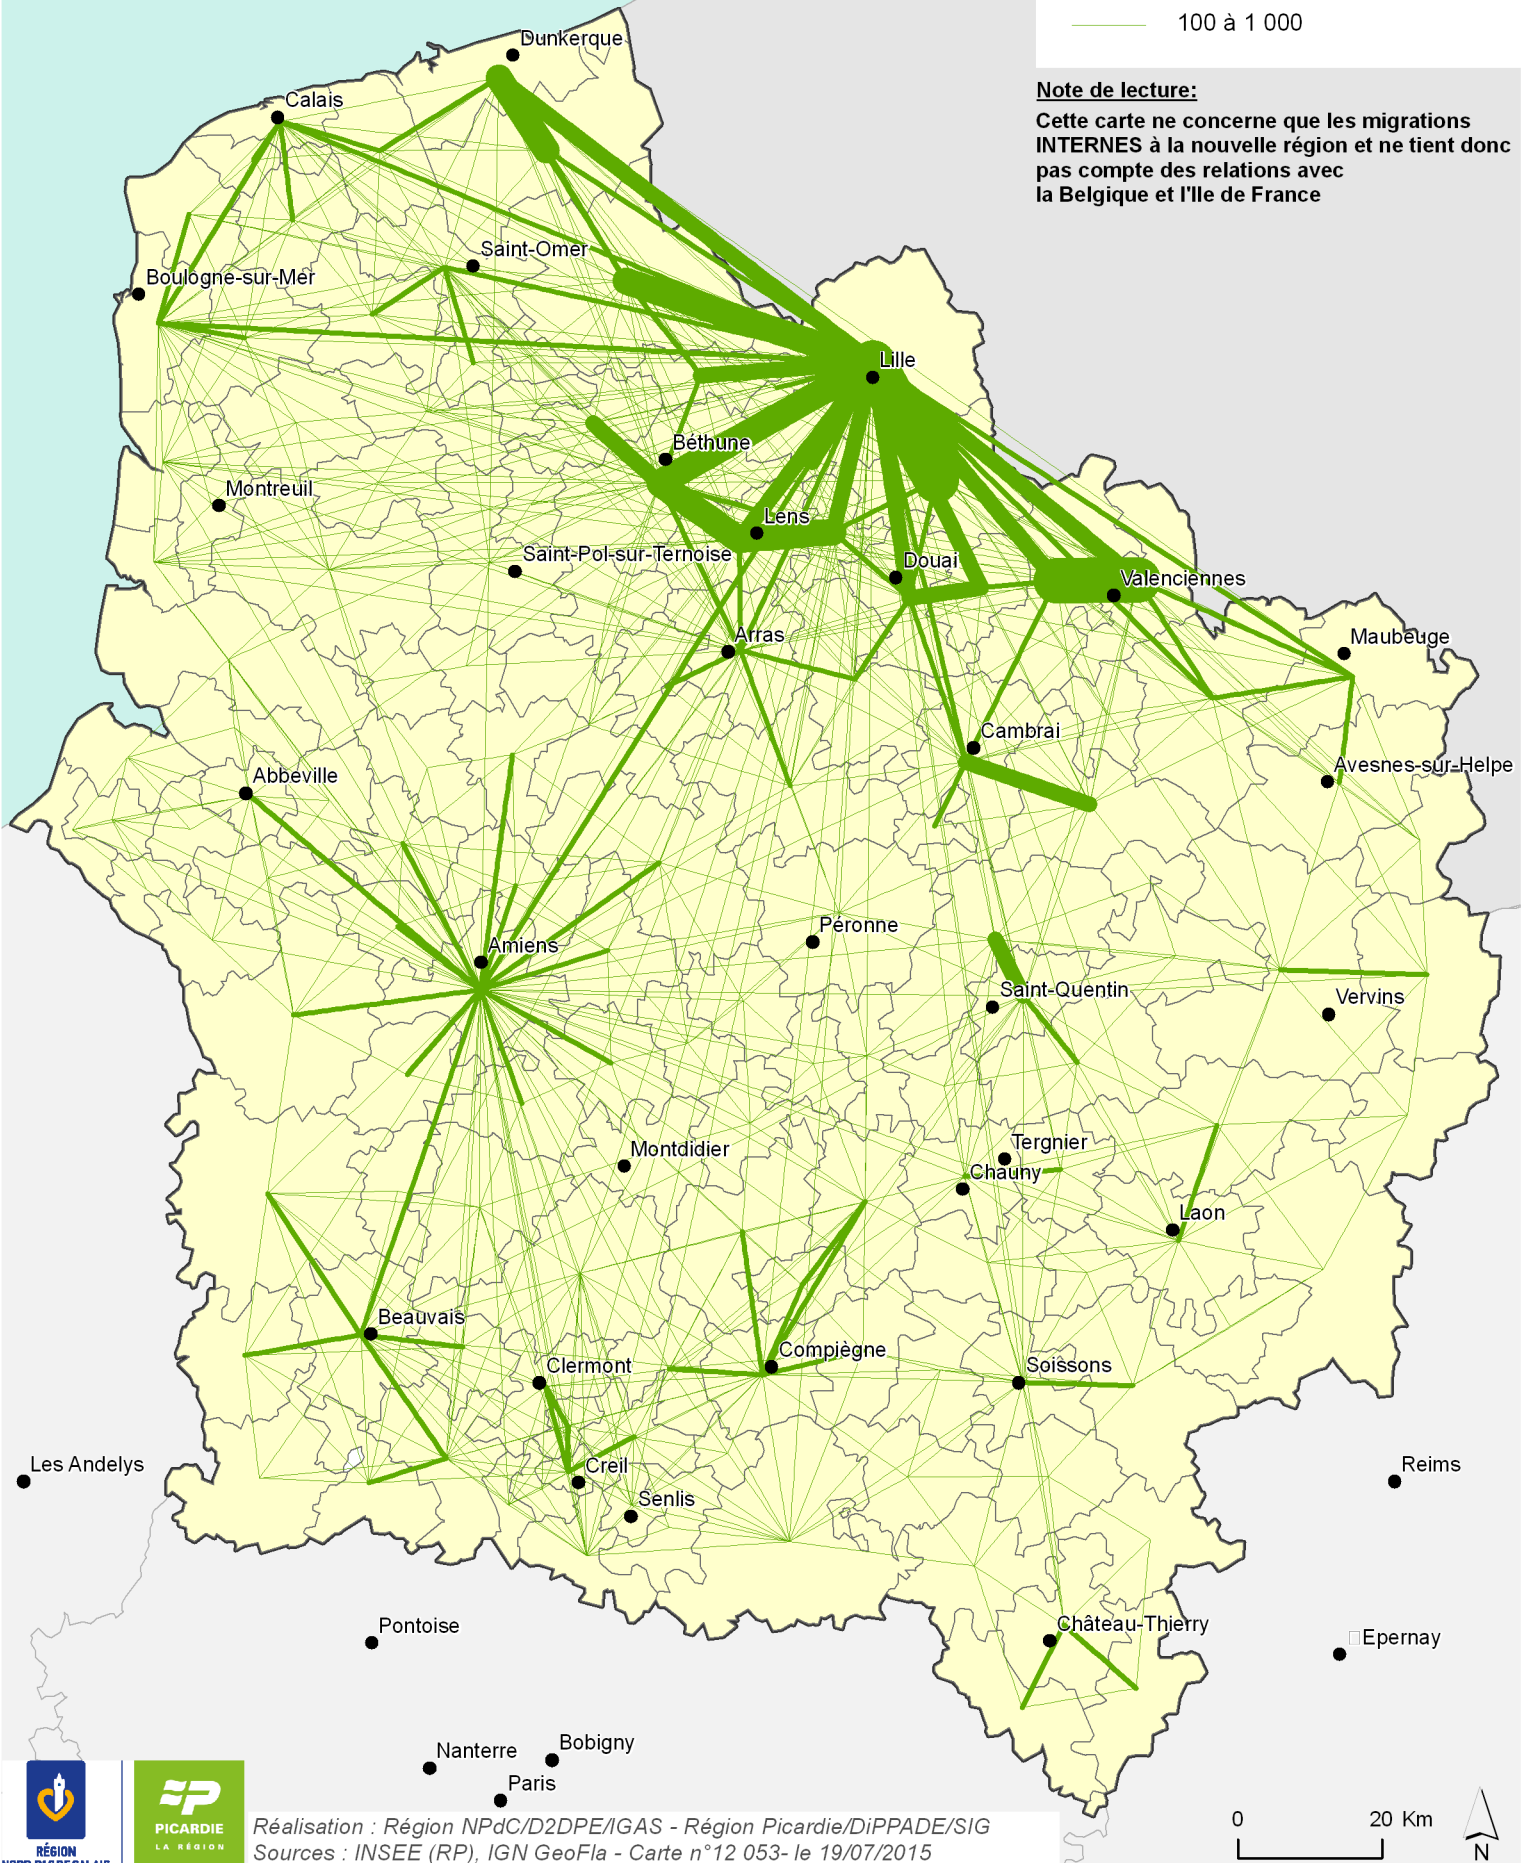 100 à 1 000
Note de lecture:
Cette carte ne concerne que les migrations
INTERNES à la nouvelle région et ne tient donc
pas compte des relations avec
la Belgique et l'Ile de France
Dunkerque
Calais
Saint-Omer
Boulogne-sur-Mer
Lille
Béthune
Montreuil
Lens
Saint-Pol-sur-Ternoise
Douai
Valenciennes
Arras
Maubeuge
Cambrai
Avesnes-sur-Helpe
Abbeville
Péronne
Amiens
Saint-Quentin
Vervins
Montdidier
Tergnier
Chauny
Laon
Beauvais
Compiègne
Clermont
Soissons
Les Andelys
Creil
Reims
Senlis
Château-Thierry
Pontoise
Epernay
Nanterre
Bobigny
Paris
PICARDIE
LA RÉGION
RÉGION
Réalisation : Région NPdC/D2DPE/IGAS - Région Picardie/DiPPADE/SIG
Sources : INSEE (RP), IGN GeoFla - Carte n°12 053- le 19/07/2015
0 20 Km
N